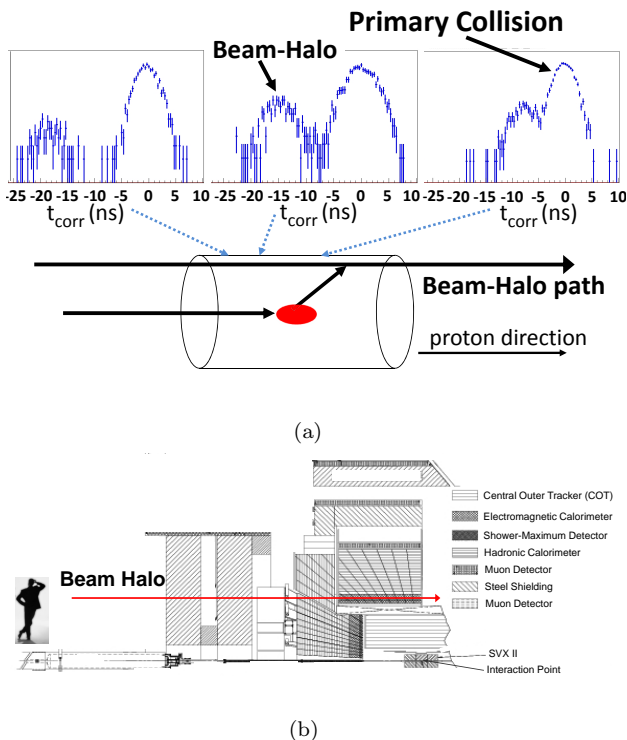 Primary Collision
Beam-Halo
-25 -20 -15 -10 -5 0 5 10
-25 -20 -15 -10 -5 0 5 10
-25 -20 -15 -10 -5 0 5 10
t_corr (ns)
t_corr (ns)
t_corr (ns)
Beam-Halo path
proton direction
(a)
Central Outer Tracker (COT)
Electromagnetic Calorimeter
Shower-Maximum Detector
Hadronic Calorimeter
Muon Detector
Steel Shielding
Muon Detector
Beam Halo
SVX II
Interaction Point
(b)